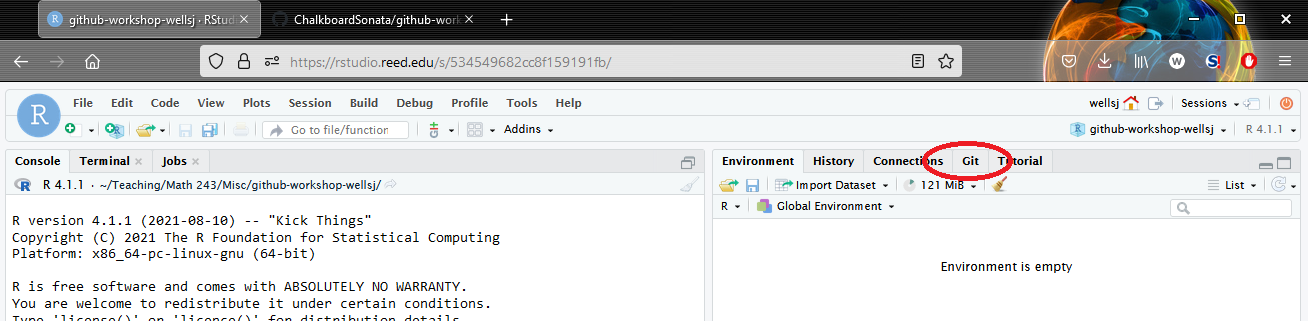 github-workshop-wellsj · RStudi
ChalkboardSonata/github-work
https://rstudio.reed.edu/s/534549682cc8f159191fb/
File Edit Code View Plots Session Build Debug Profile Tools Help
wellsj Sessions
Go to file/function Addins
github-workshop-wellsj R 4.1.1
Console Terminal Jobs
Environment History Connections Git Tutorial
R 4.1.1 · ~/Teaching/Math 243/Misc/github-workshop-wellsj/
Import Dataset 121 MiB List
R Global Environment
R version 4.1.1 (2021-08-10) -- "Kick Things"
Copyright (C) 2021 The R Foundation for Statistical Computing
Platform: x86_64-pc-linux-gnu (64-bit)
R is free software and comes with ABSOLUTELY NO WARRANTY.
You are welcome to redistribute it under certain conditions.
Type 'license()' or 'licence()' for distribution details
Environment is empty